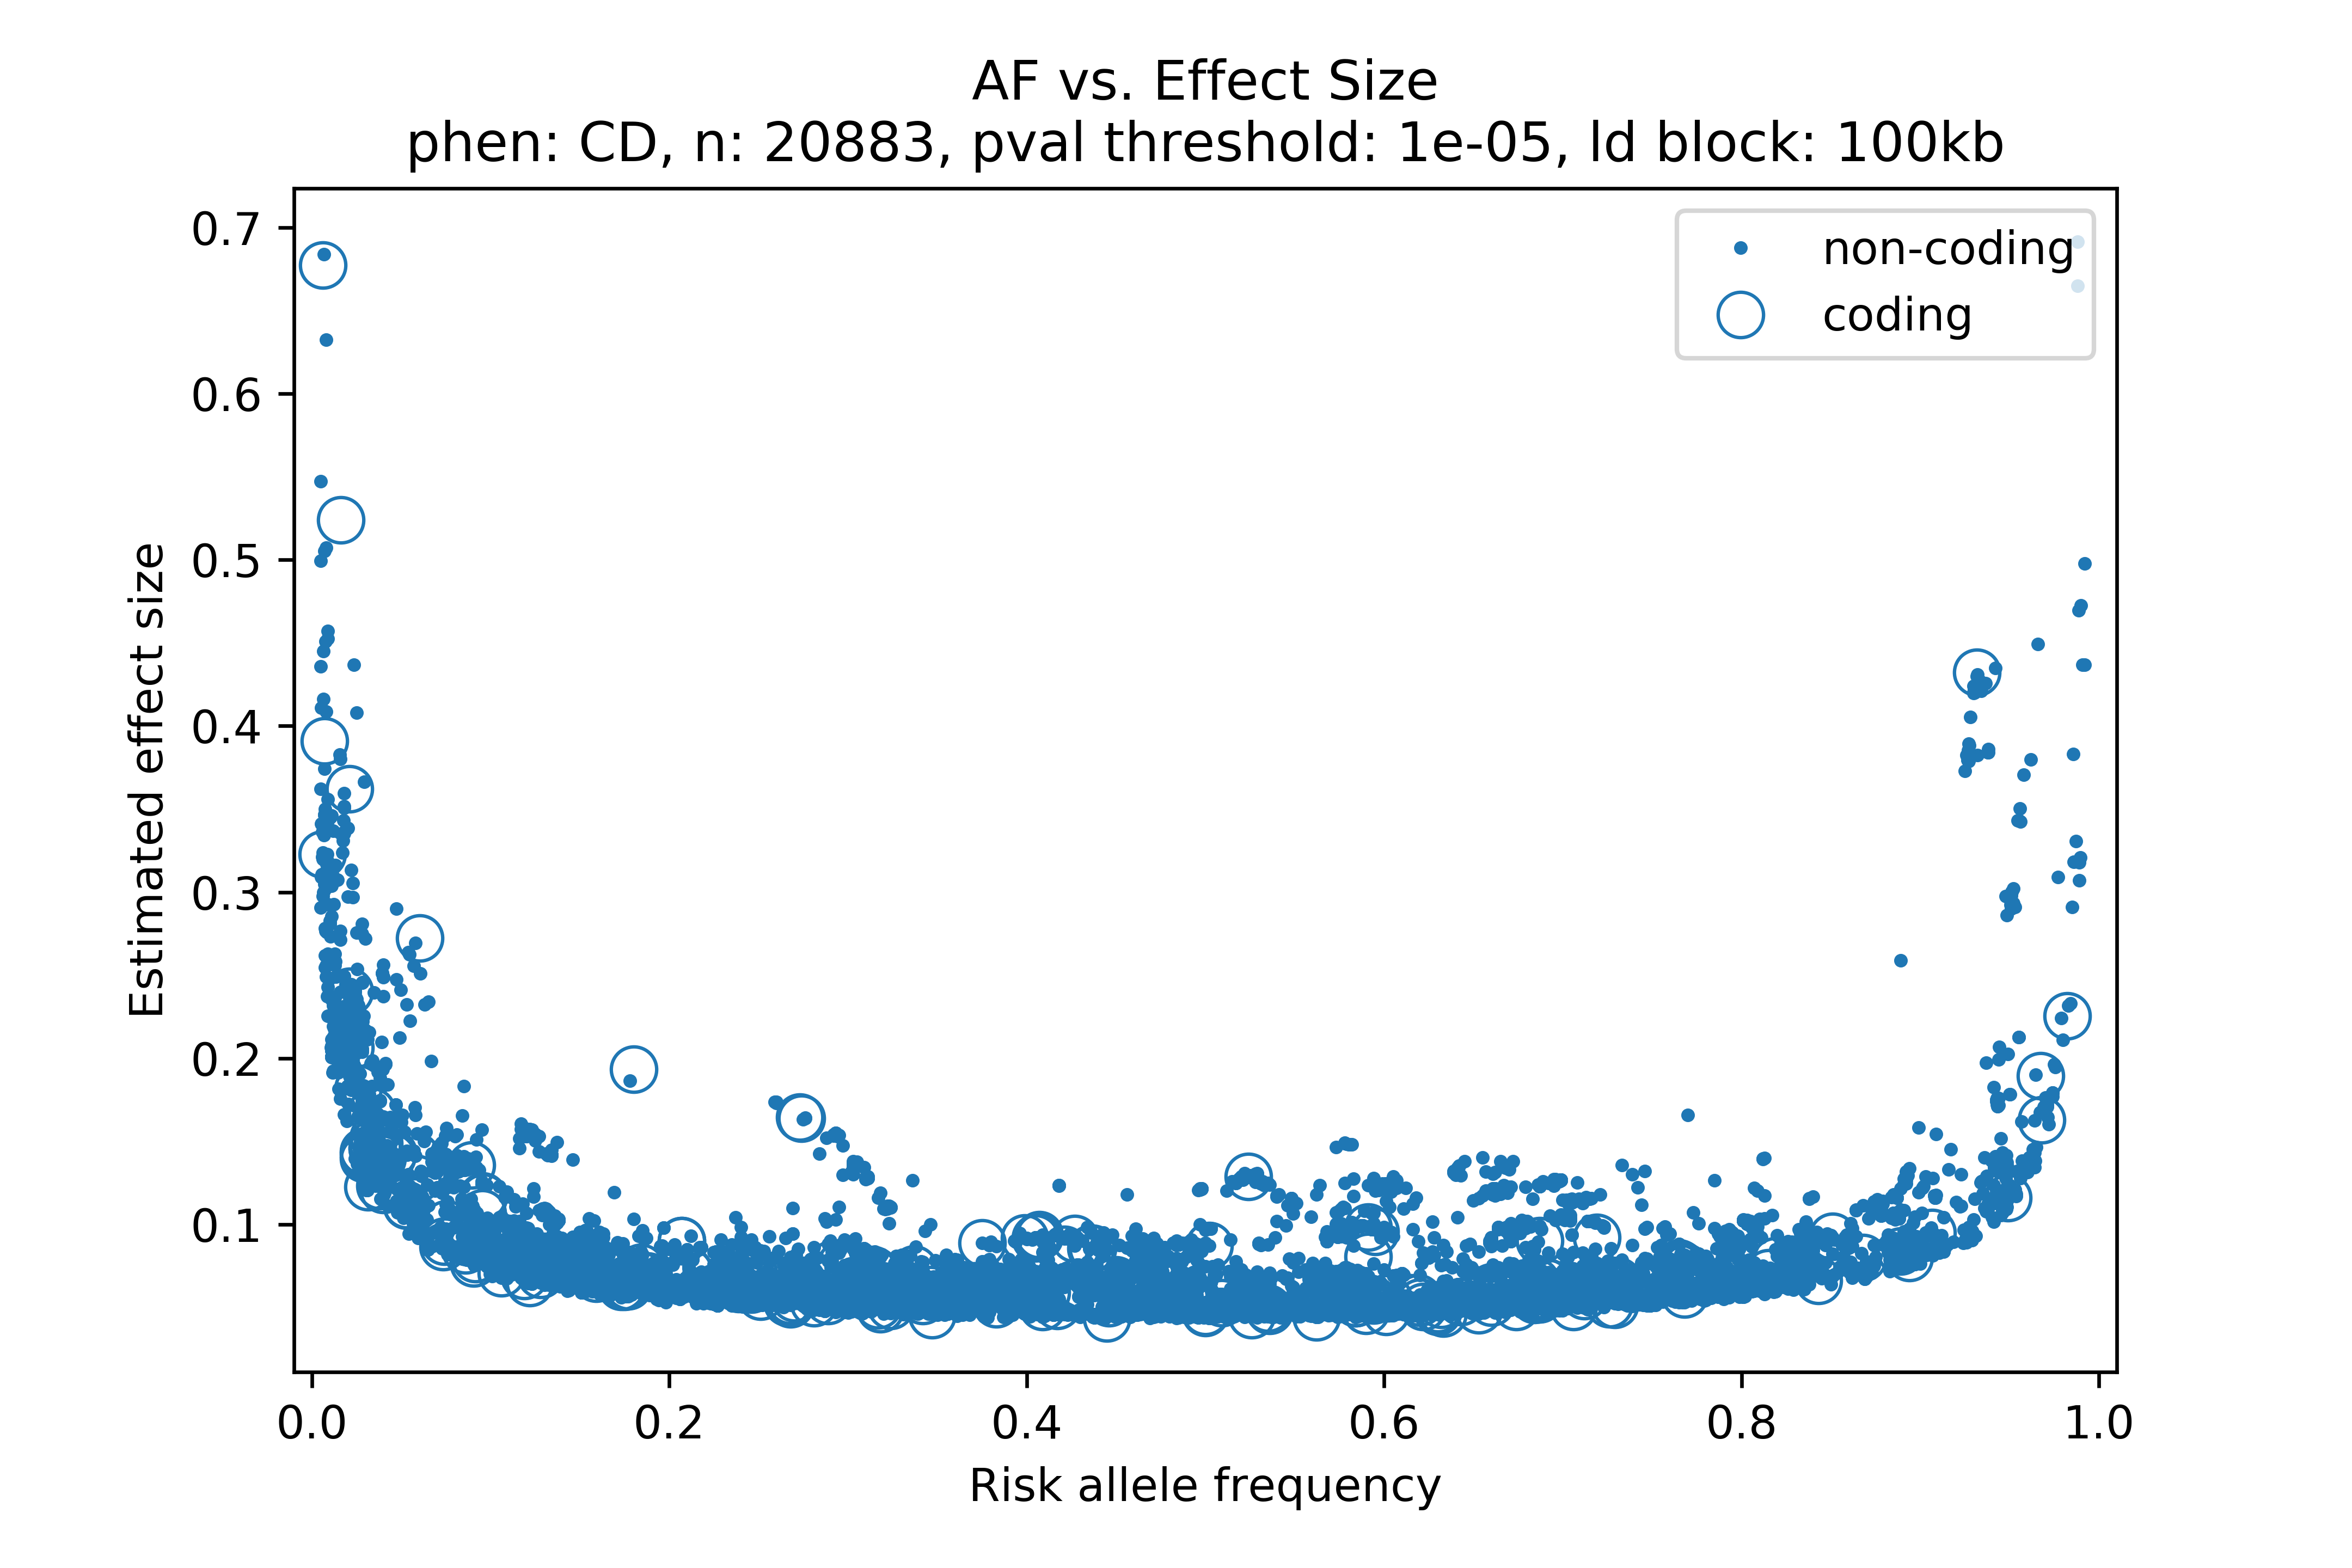 AF vs. Effect Size
phen: CD, n: 20883, pval threshold: 1e-05, ld block: 100kb
non-coding
coding
Estimated effect size
0.7
0.6
0.5
0.4
0.3
0.2
0.1
0.0 0.2 0.4 0.6 0.8 1.0
Risk allele frequency